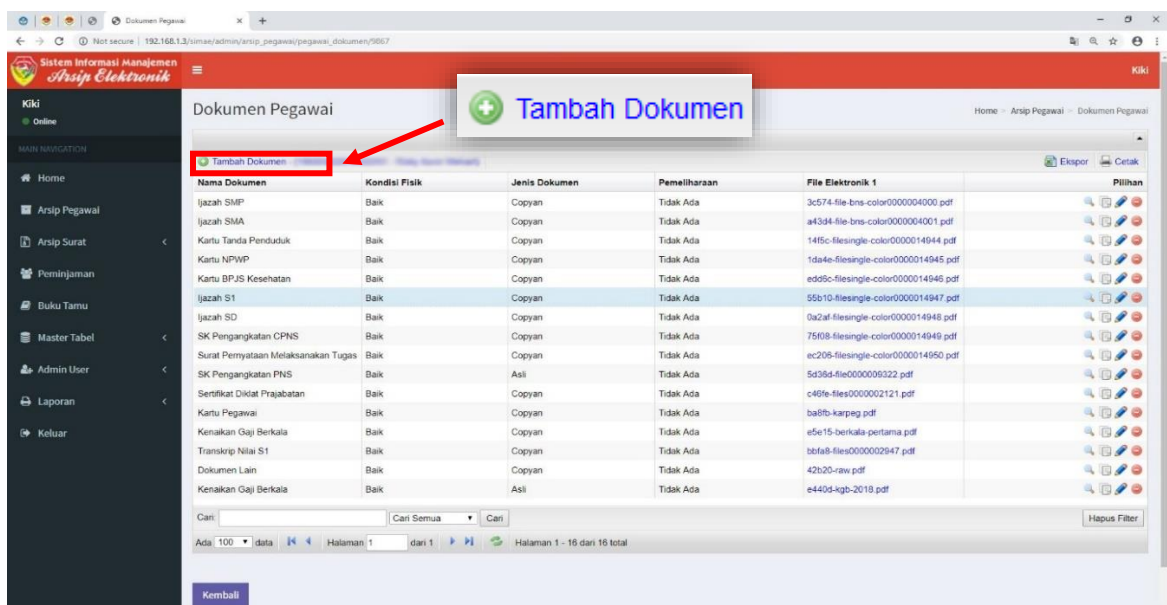 Dokumen Pegawai
Not secure | 192.168.1.3/simae/admin/arsip_pegawai/pegawai_dokumen/9867
Sistem Informasi Manajemen
Arsip Elektronik
Kiki
Kiki
Online
MAIN NAVIGATION
Home
Arsip Pegawai
Arsip Surat
Peminjaman
Buku Tamu
Master Tabel
Admin User
Laporan
Keluar
Dokumen Pegawai
Tambah Dokumen
Home Arsip Pegawai Dokumen Pegawai
Tambah Dokumen
Ekspor Cetak
Nama Dokumen Kondisi Fisik Jenis Dokumen Pemeliharaan File Elektronik 1 Pilihan
Ijazah SMP Baik Copyan Tidak Ada 3c574-file-bns-color0000004000.pdf
Ijazah SMA Baik Copyan Tidak Ada a43d4-file-bns-color0000004001.pdf
Kartu Tanda Penduduk Baik Copyan Tidak Ada 14f5c-filesingle-color0000014944.pdf
Kartu NPWP Baik Copyan Tidak Ada 1da4e-filesingle-color0000014945.pdf
Kartu BPJS Kesehatan Baik Copyan Tidak Ada edd6c-filesingle-color0000014946.pdf
Ijazah S1 Baik Copyan Tidak Ada 55b10-filesingle-color0000014947.pdf
Ijazah SD Baik Copyan Tidak Ada 0a2af-filesingle-color0000014948.pdf
SK Pengangkatan CPNS Baik Copyan Tidak Ada 75f08-filesingle-color0000014949.pdf
Surat Pernyataan Melaksanakan Tugas Baik Copyan Tidak Ada ec206-filesingle-color0000014950.pdf
SK Pengangkatan PNS Baik Asli Tidak Ada 5d36d-file0000009322.pdf
Sertifikat Diklat Prajabatan Baik Copyan Tidak Ada c46fe-files0000002121.pdf
Kartu Pegawai Baik Copyan Tidak Ada ba8fb-karpeg.pdf
Kenaikan Gaji Berkala Baik Copyan Tidak Ada e5e15-berkala-pertama.pdf
Transkrip Nilai S1 Baik Copyan Tidak Ada bbfa8-files0000002947.pdf
Dokumen Lain Baik Copyan Tidak Ada 42b20-raw.pdf
Kenaikan Gaji Berkala Baik Asli Tidak Ada e440d-kgb-2018.pdf
Cari: Cari Semua Cari Hapus Filter
Ada 100 data Halaman 1 dari 1 Halaman 1 - 16 dari 16 total
Kembali